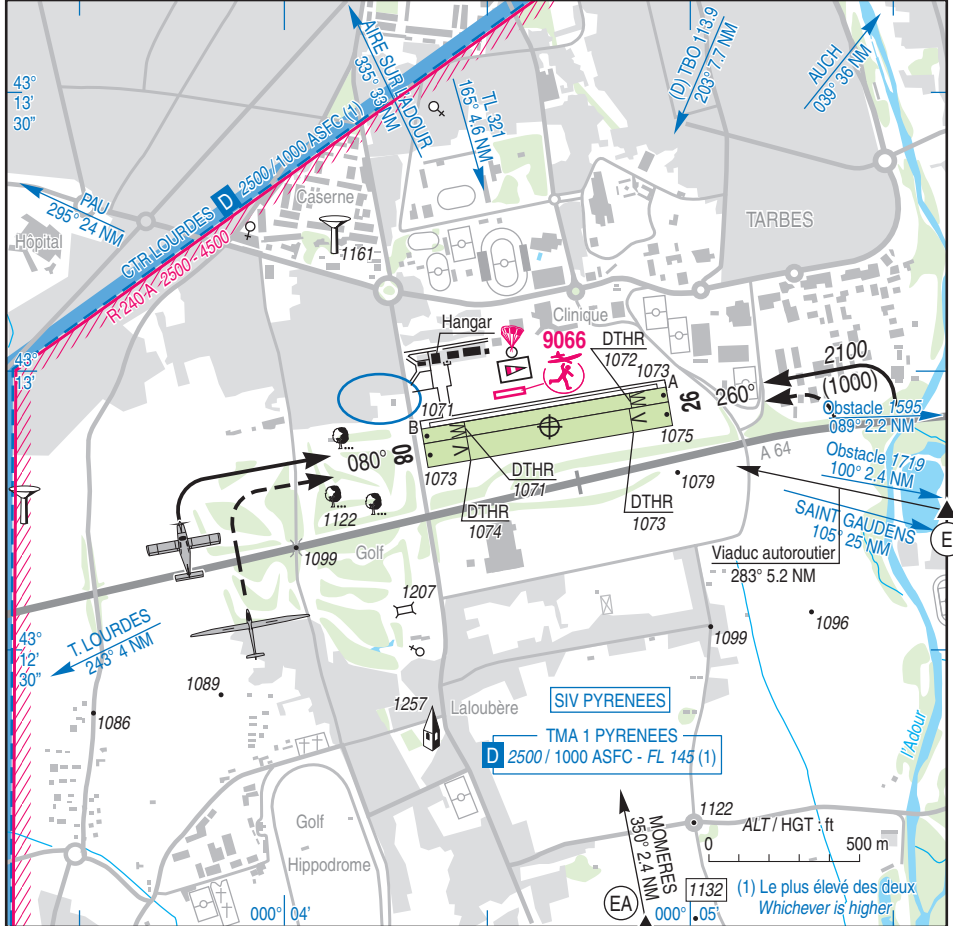 AIRE SUR L'ADOUR
335° 33 NM
TL 321
165° 4.6 NM
(D) TBO 113.9
203° 7.7 NM
AUCH
039° 36 NM
43°
13'
30"
CTR LOURDES D 2500 / 1000 ASFC (1)
R 240 A 2500 - 4500
PAU
295° 24 NM
Hôpital
Caserne
1161
TARBES
Clinique
Hangar
9066
DTHR
1072
1073
A
43°
13'
2100
(1000)
26
260°
1071
B
1075
Obstacle 1595
089° 2.2 NM
080°
08
1073
DTHR
1071
A 64
Obstacle 1719
100° 2.4 NM
1079
1122
DTHR
1074
DTHR
1073
SAINT GAUDENS
105° 25 NM
E
1099
Golf
Viaduc autoroutier
283° 5.2 NM
1207
1096
1099
T. LOURDES
243° 4 NM
43°
12'
30"
1089
1086
1257
Laloubère
SIV PYRENEES
TMA 1 PYRENEES
D 2500 / 1000 ASFC - FL 145 (1)
l'Adour
1122
ALT / HGT : ft
0 500 m
Golf
Hippodrome
MOMERES
350° 2.4 NM
EA
1132
(1) Le plus élevé des deux
Whichever is higher
000° 04'
000° 05'